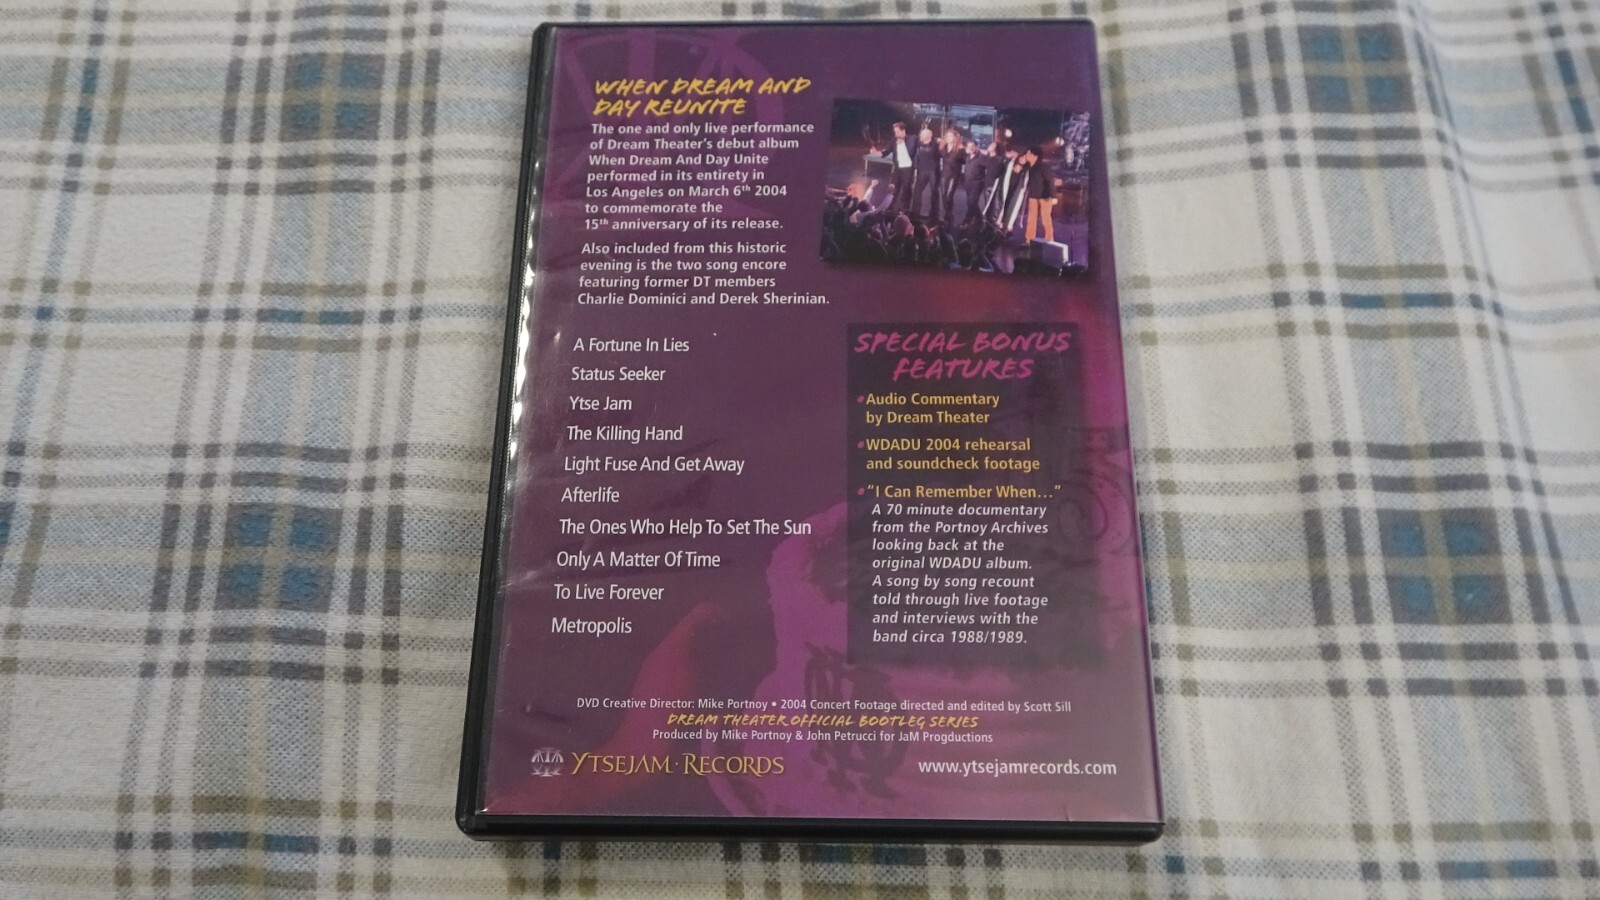 WHEN DREAM AND
DAY REUNITE
The one and only live performance
of Dream Theater's debut album
When Dream And Day Unite
performed in its entirety in
Los Angeles on March 6th 2004
to commemorate the
15th anniversary of its release.
Also included from this historic
evening is the two song encore
featuring former DT members
Charlie Dominici and Derek Sherinian.
A Fortune In Lies
Status Seeker
Ytse Jam
The Killing Hand
Light Fuse And Get Away
Afterlife
The Ones Who Help To Set The Sun
Only A Matter Of Time
To Live Forever
Metropolis
SPECIAL BONUS
FEATURES
• Audio Commentary
by Dream Theater
• WDADU 2004 rehearsal
and soundcheck footage
• "I Can Remember When..."
A 70 minute documentary
from the Portnoy Archives
looking back at the
original WDADU album.
A song by song recount
told through live footage
and interviews with the
band circa 1988/1989.
DVD Creative Director: Mike Portnoy • 2004 Concert Footage directed and edited by Scott Sill
DREAM THEATER OFFICIAL BOOTLEG SERIES
Produced by Mike Portnoy & John Petrucci for JaM Progductions
YTSEJAM · RECORDS
www.ytsejamrecords.com